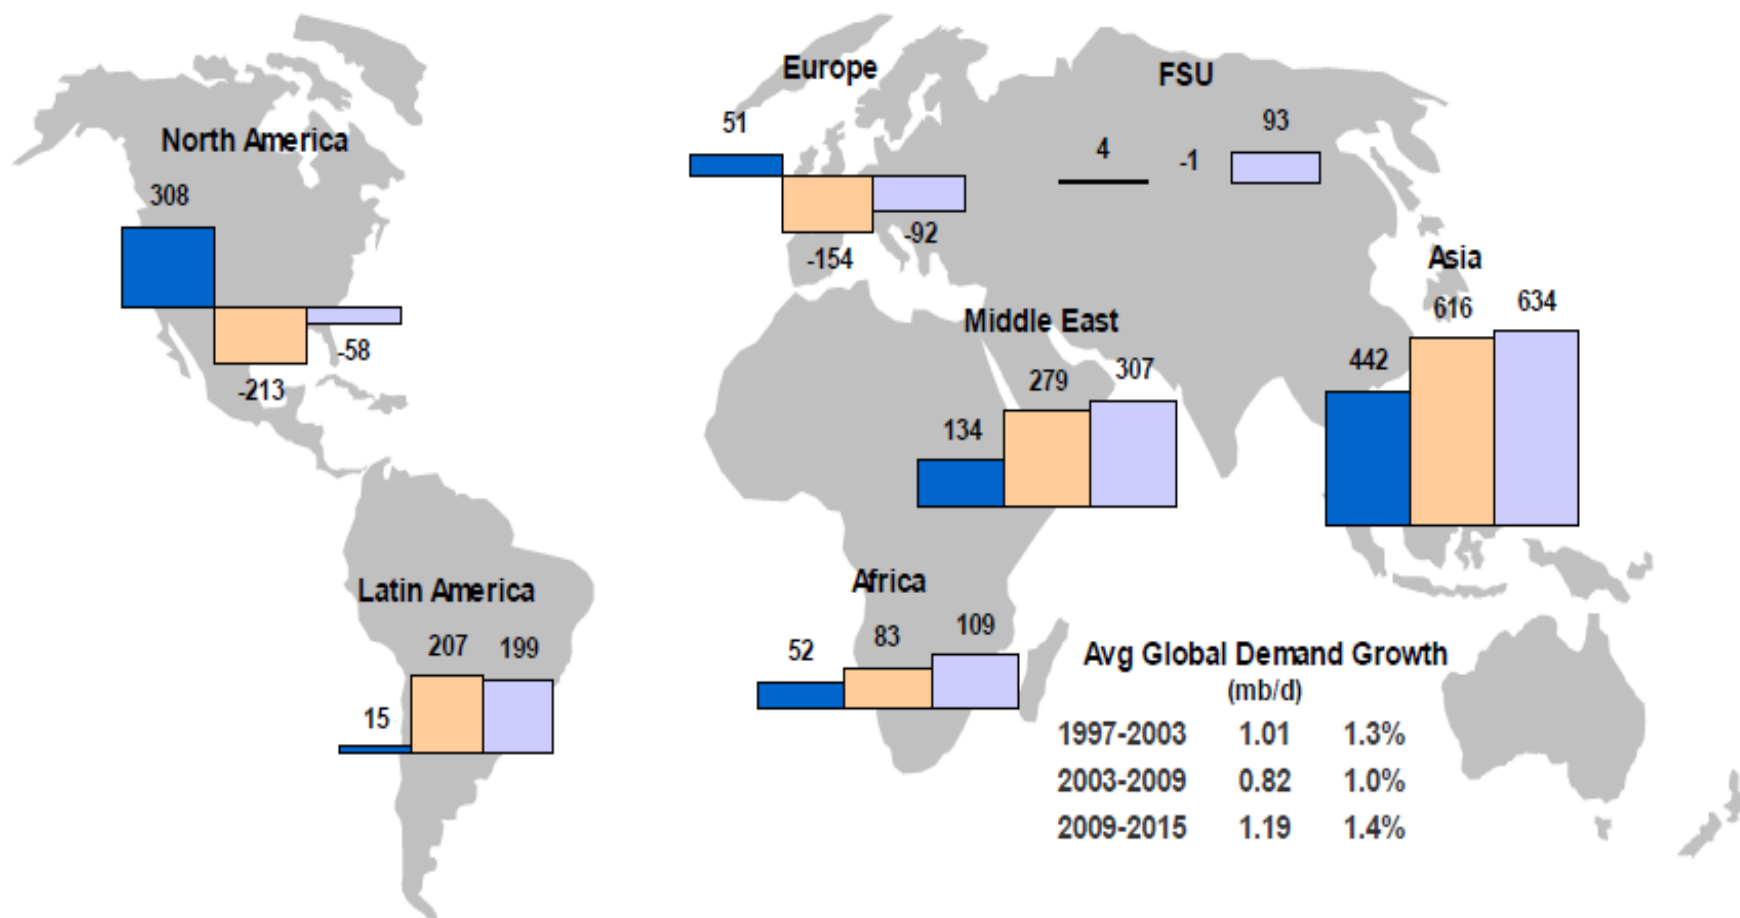 Europe
FSU
51
93
North America
4
-1
308
-92
-154
Asia
616
634
Middle East
-58
-213
442
279
307
134
Latin America
Africa
207
199
15
52
83
109
Avg Global Demand Growth
(mb/d)
1997-2003 1.01 1.3%
2003-2009 0.82 1.0%
2009-2015 1.19 1.4%